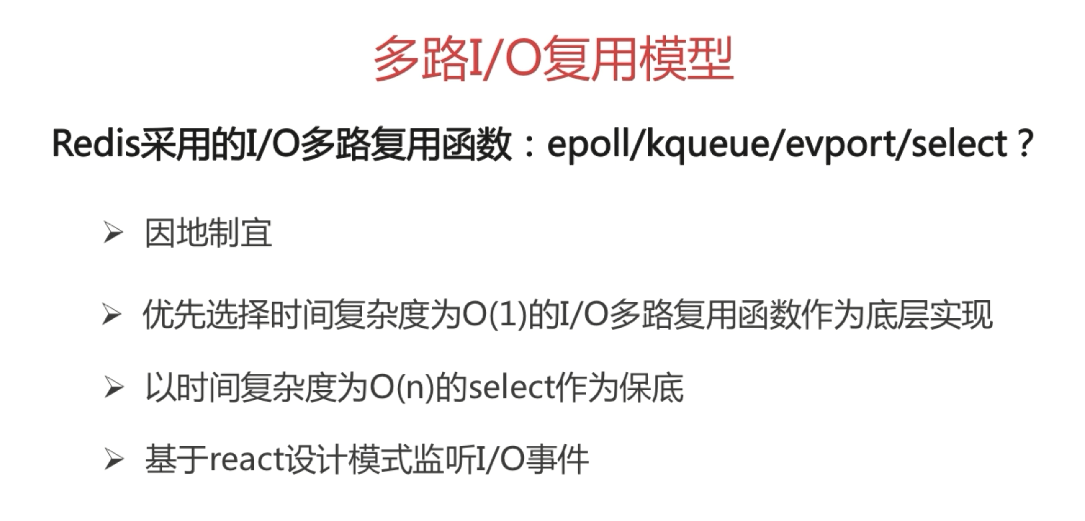 多路I/O复用模型
Redis采用的I/O多路复用函数：epoll/kqueue/evport/select？
➢ 因地制宜
➢ 优先选择时间复杂度为O(1)的I/O多路复用函数作为底层实现
➢ 以时间复杂度为O(n)的select作为保底
➢ 基于react设计模式监听I/O事件